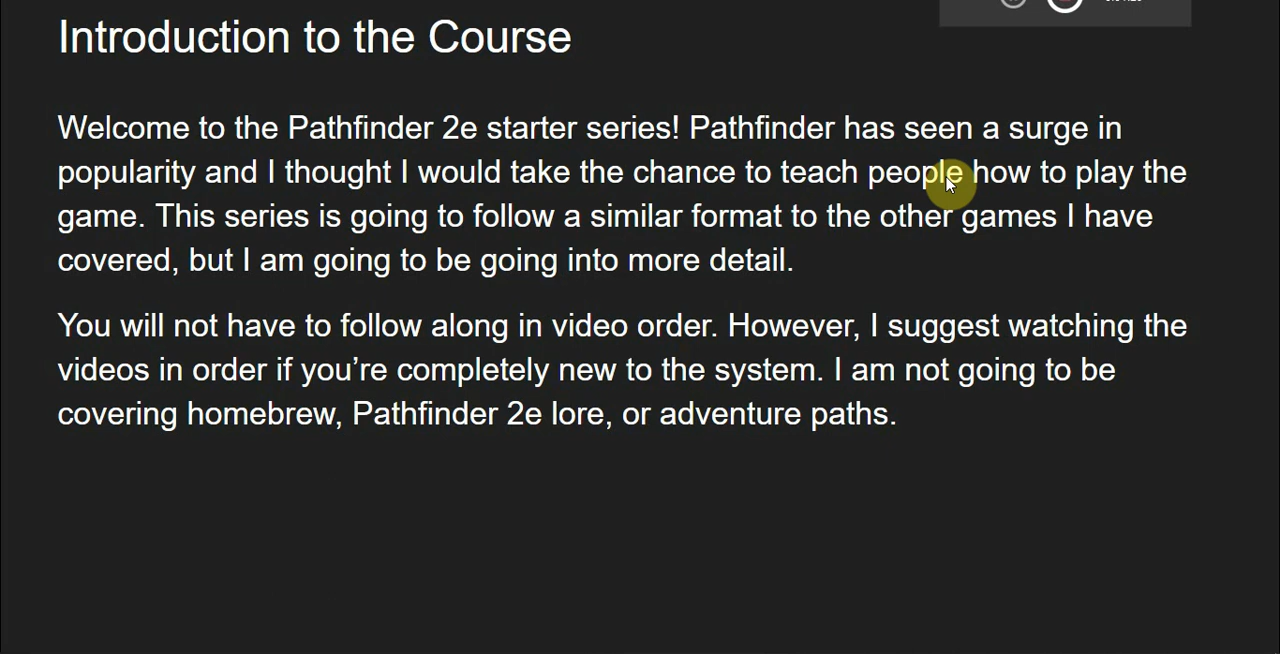 Introduction to the Course
Welcome to the Pathfinder 2e starter series! Pathfinder has seen a surge in
popularity and I thought I would take the chance to teach people how to play the
game. This series is going to follow a similar format to the other games I have
covered, but I am going to be going into more detail.
You will not have to follow along in video order. However, I suggest watching the
videos in order if you’re completely new to the system. I am not going to be
covering homebrew, Pathfinder 2e lore, or adventure paths.